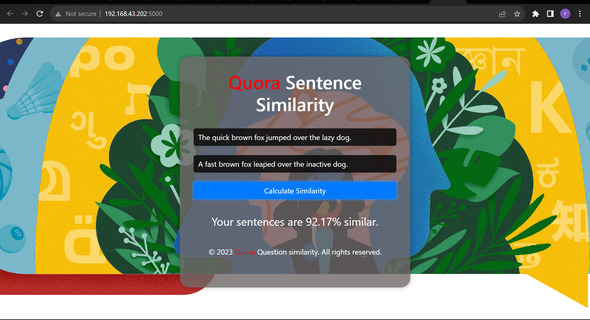 Not secure | 192.168.43.202:5000
r
po
K
ગુ
知
Quora Sentence
Similarity
The quick brown fox jumped over the lazy dog.
A fast brown fox leaped over the inactive dog.
Calculate Similarity
Your sentences are 92.17% similar.
© 2023 Quora Question similarity. All rights reserved.